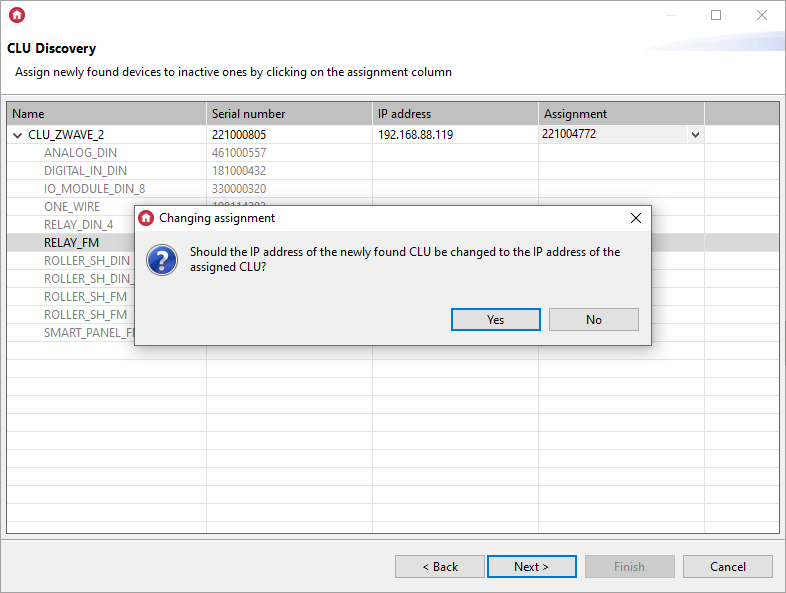 CLU Discovery
Assign newly found devices to inactive ones by clicking on the assignment column
Name Serial number IP address Assignment
CLU_ZWAVE_2 221000805 192.168.88.119 221004772
ANALOG_DIN 461000557
DIGITAL_IN_DIN 181000432
IO_MODULE_DIN_8 330000320
ONE_WIRE
RELAY_DIN_4
RELAY_FM
ROLLER_SH_DIN
ROLLER_SH_DIN_
ROLLER_SH_FM
ROLLER_SH_FM
SMART_PANEL_F
Changing assignment
Should the IP address of the newly found CLU be changed to the IP address of the
assigned CLU?
Yes No
< Back Next > Finish Cancel